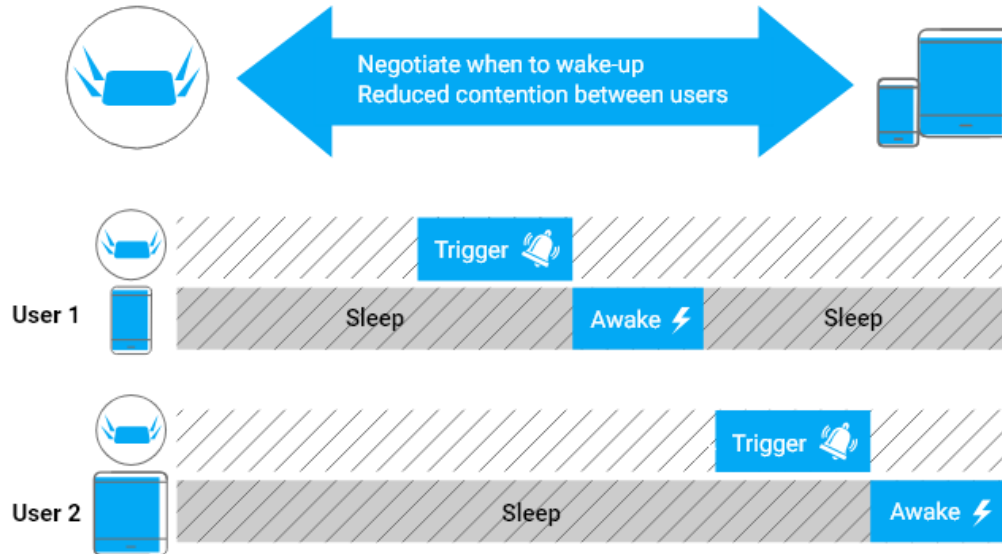 Negotiate when to wake-up
Reduced contention between users
Trigger
User 1
Sleep
Awake
Sleep
Trigger
User 2
Sleep
Awake